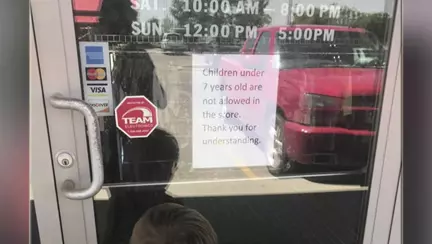 SAT. 10:00 AM - 8:00 PM
SUN. 12:00 PM - 5:00PM
VISA
DISCOVER
TEAM
Children under
7 years old are
not allowed in
the store.
Thank you for
understanding.